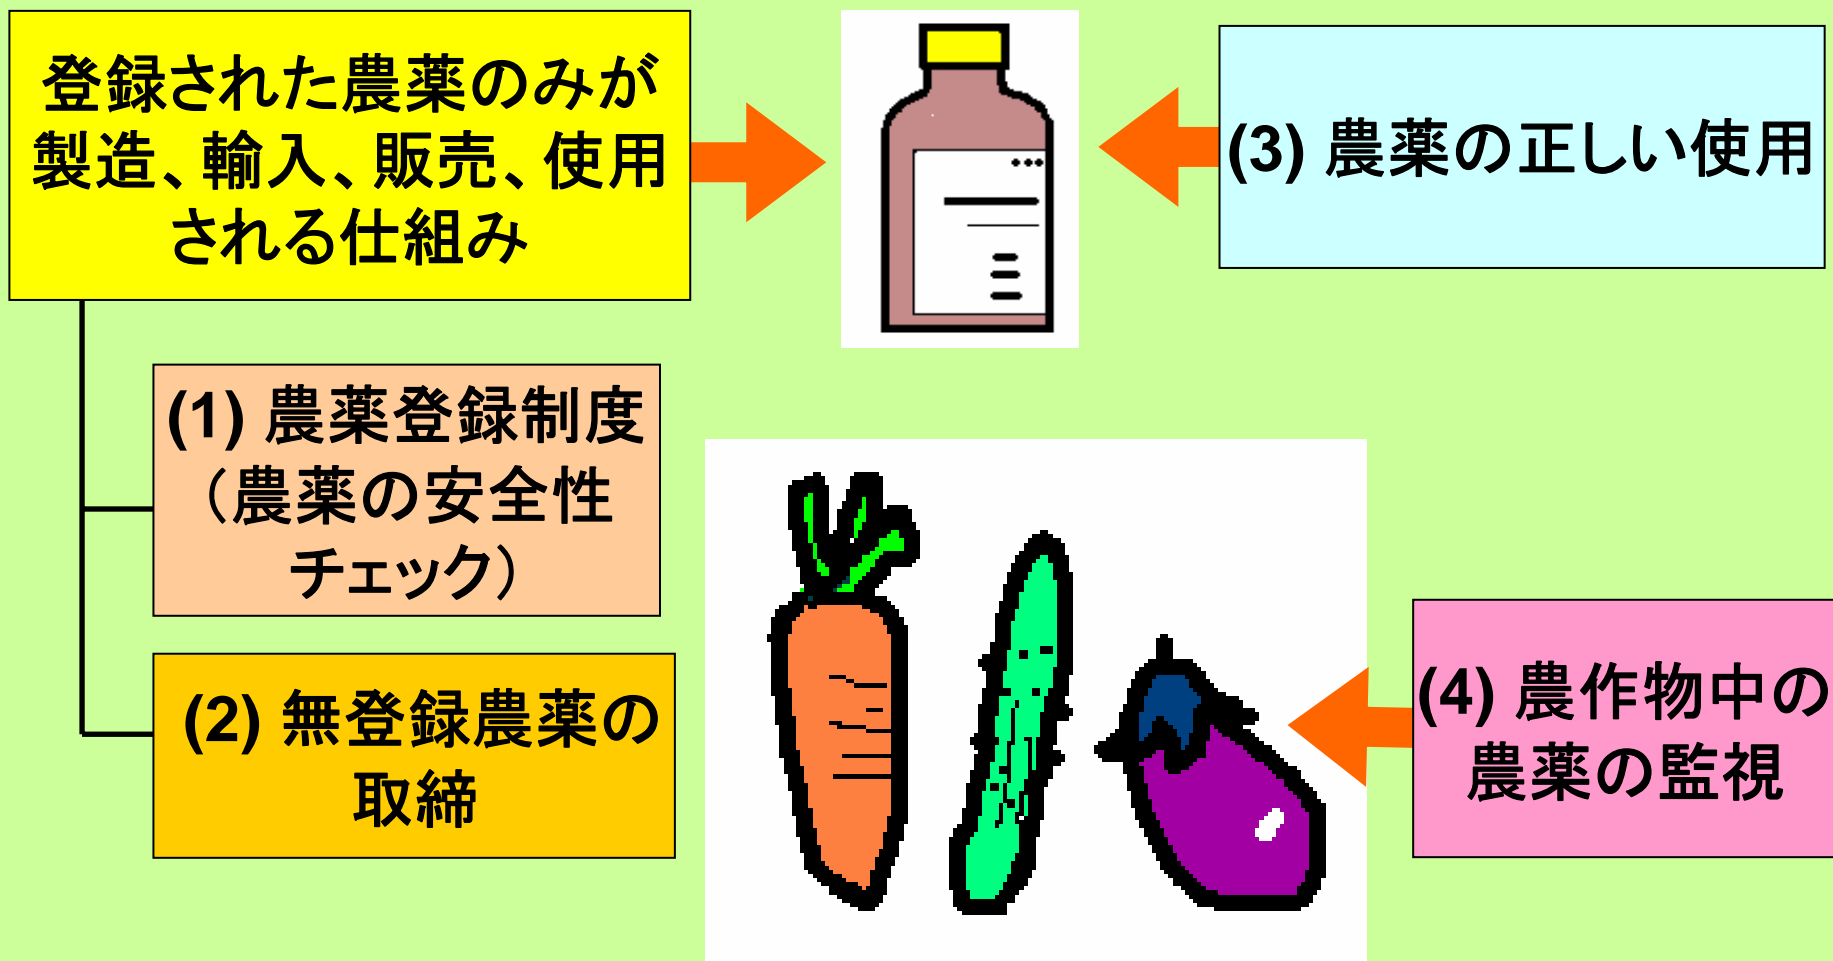 登録された農薬のみが
製造、輸入、販売、使用
される仕組み
(3) 農薬の正しい使用
(1) 農薬登録制度
（農薬の安全性
チェック）
(2) 無登録農薬の
取締
(4) 農作物中の
農薬の監視